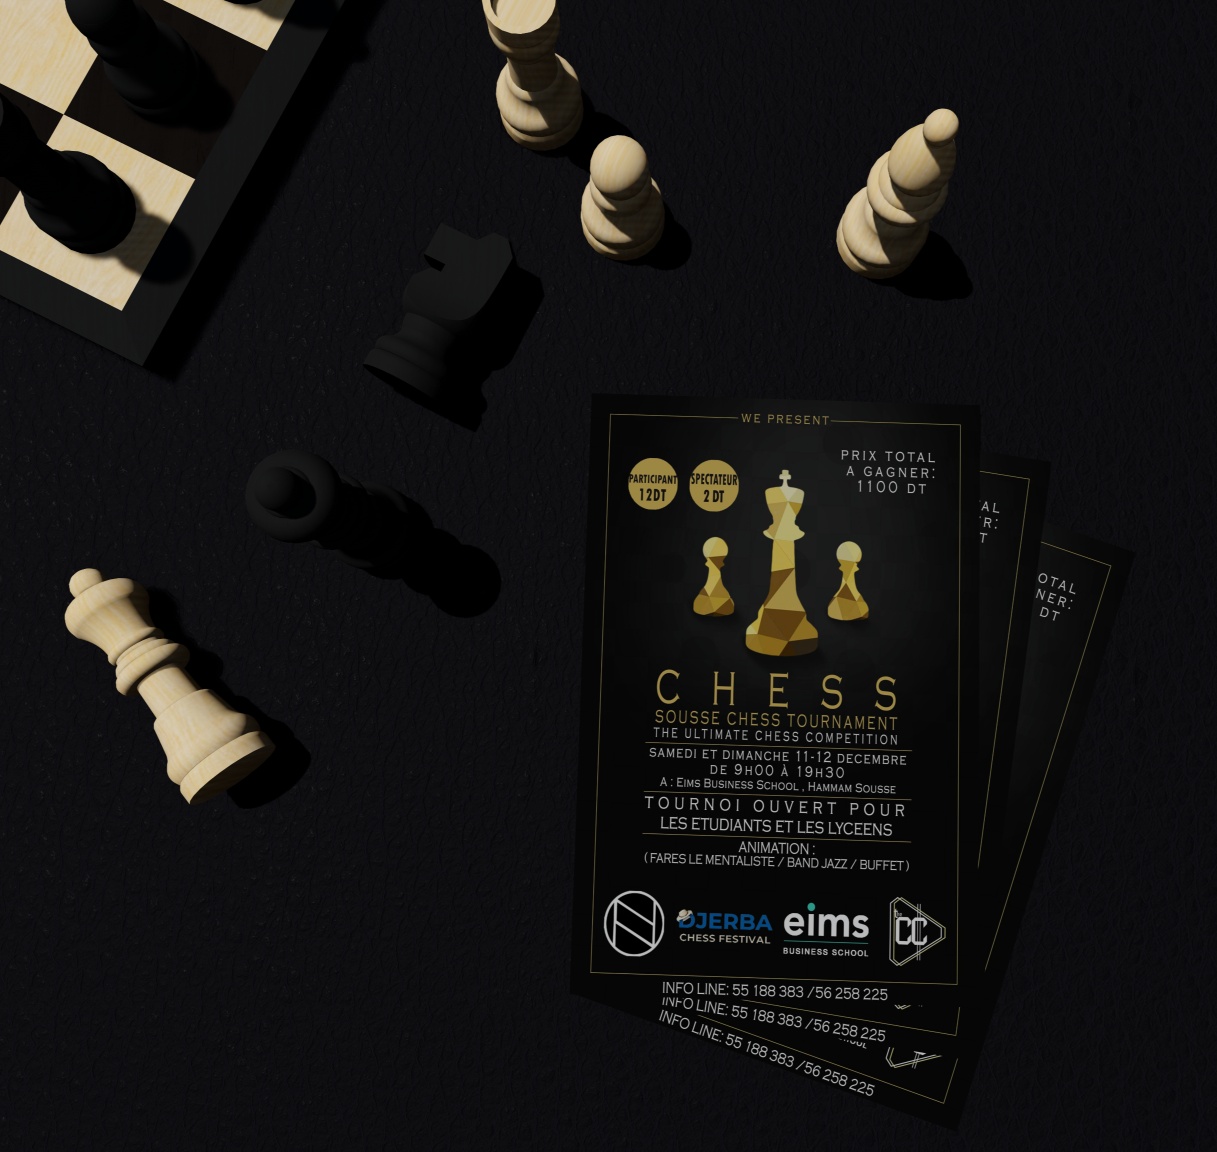 WE PRESENT
PARTICIPANT
12DT
SPECTATEUR
2 DT
PRIX TOTAL
A GAGNER:
1100 DT
CHESS
SOUSSE CHESS TOURNAMENT
THE ULTIMATE CHESS COMPETITION
SAMEDI ET DIMANCHE 11-12 DECEMBRE
DE 9H00 À 19H30
A : EIMS BUSINESS SCHOOL , HAMMAM SOUSSE
TOURNOI OUVERT POUR
LES ETUDIANTS ET LES LYCEENS
ANIMATION :
( FARES LE MENTALISTE / BAND JAZZ / BUFFET )
DJERBA
CHESS FESTIVAL
eims
BUSINESS SCHOOL
CC
INFO LINE: 55 188 383 /56 258 225
INFO LINE: 55 188 383 /56 258 225
INFO LINE: 55 188 383 /56 258 225